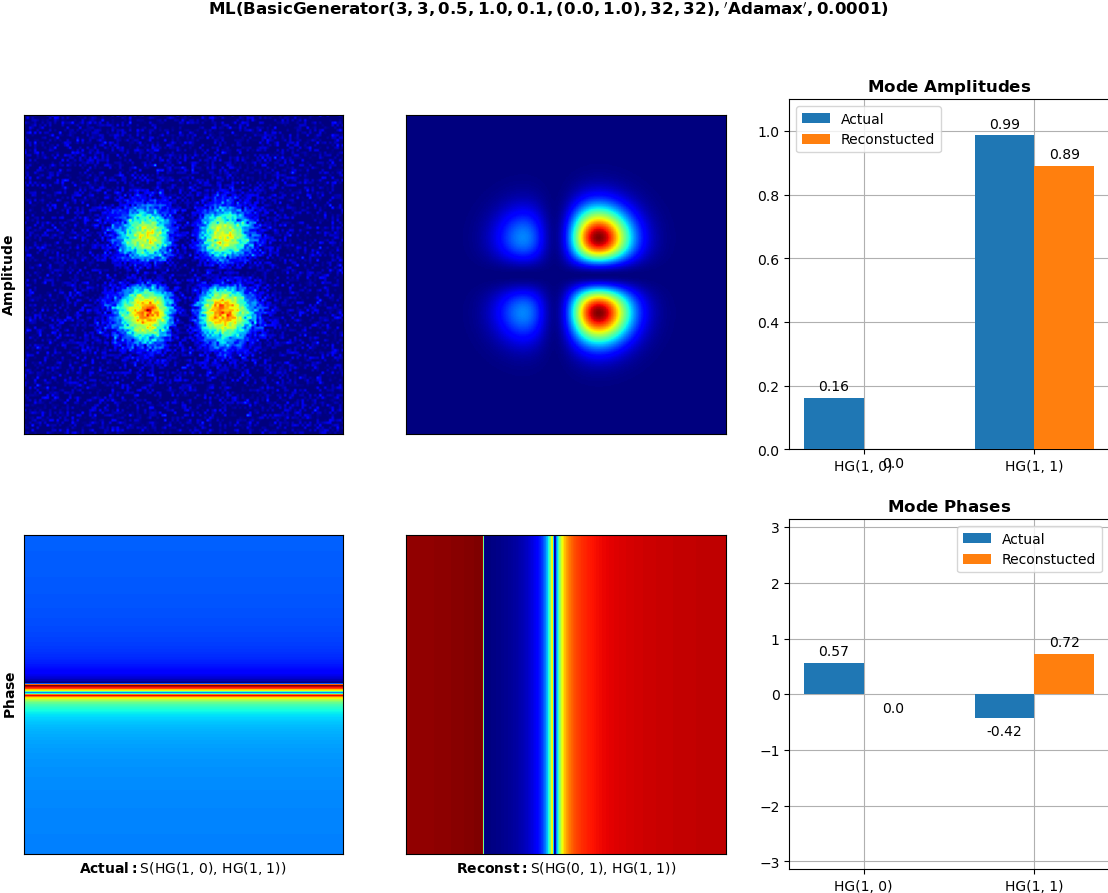 ML(BasicGenerator(3, 3, 0.5, 1.0, 0.1, (0.0, 1.0), 32, 32), ′Adamax′, 0.0001)
Amplitude
Mode Amplitudes
Actual
Reconstucted
1.0
0.8
0.6
0.4
0.2
0.0
0.16
0.0
0.99
0.89
HG(1, 0)
HG(1, 1)
Phase
Actual: S(HG(1, 0), HG(1, 1))
Reconst: S(HG(0, 1), HG(1, 1))
Mode Phases
Actual
Reconstucted
3
2
1
0
−1
−2
−3
0.57
0.0
-0.42
0.72
HG(1, 0)
HG(1, 1)